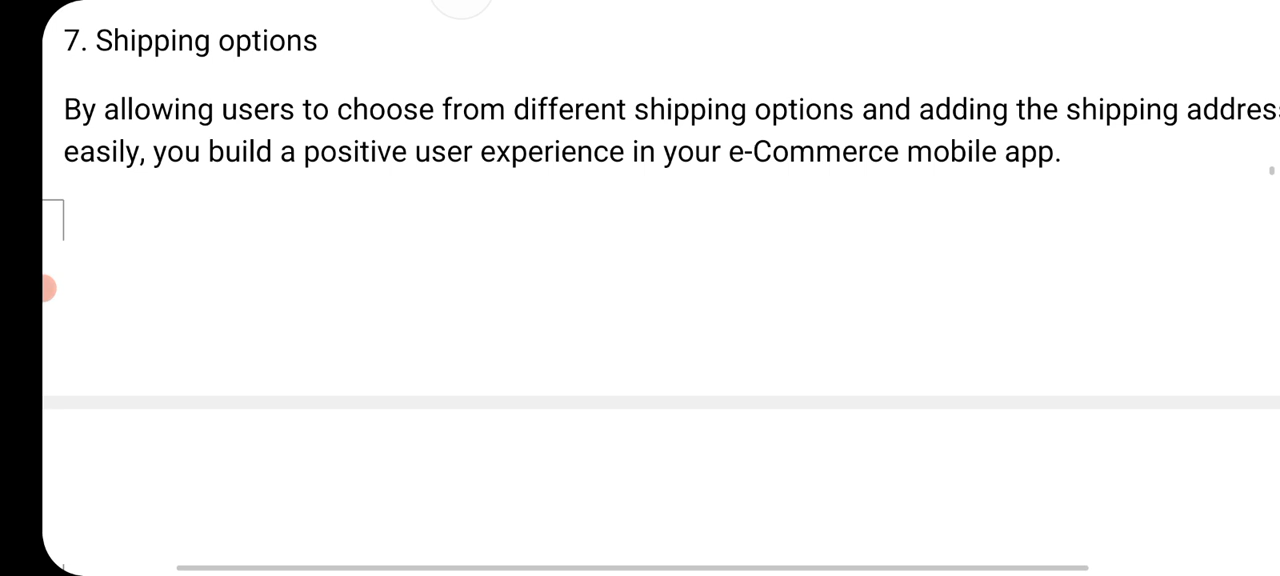 7. Shipping options
By allowing users to choose from different shipping options and adding the shipping
easily, you build a positive user experience in your e-Commerce mobile app.